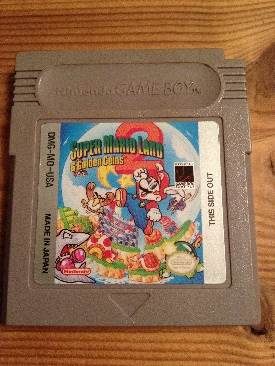 Nintendo GAME BOY
DMG-MQ-USA
MADE IN JAPAN
SUPER MARIO LAND
2
6 Golden Coins
THIS SIDE OUT
Nintendo